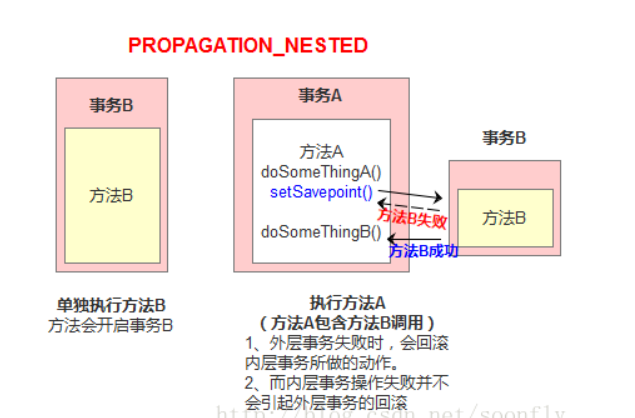 PROPAGATION_NESTED
事务B
方法B
单独执行方法B
方法会开启事务B
事务A
方法A
doSomeThingA()
setSavepoint()
doSomeThingB()
方法B失败
方法B成功
事务B
方法B
执行方法A
（方法A包含方法B调用）
1、外层事务失败时，会回滚
内层事务所做的动作。
2、而内层事务操作失败并不
会引起外层事务的回滚
http://blog.csdn.net/soonfly